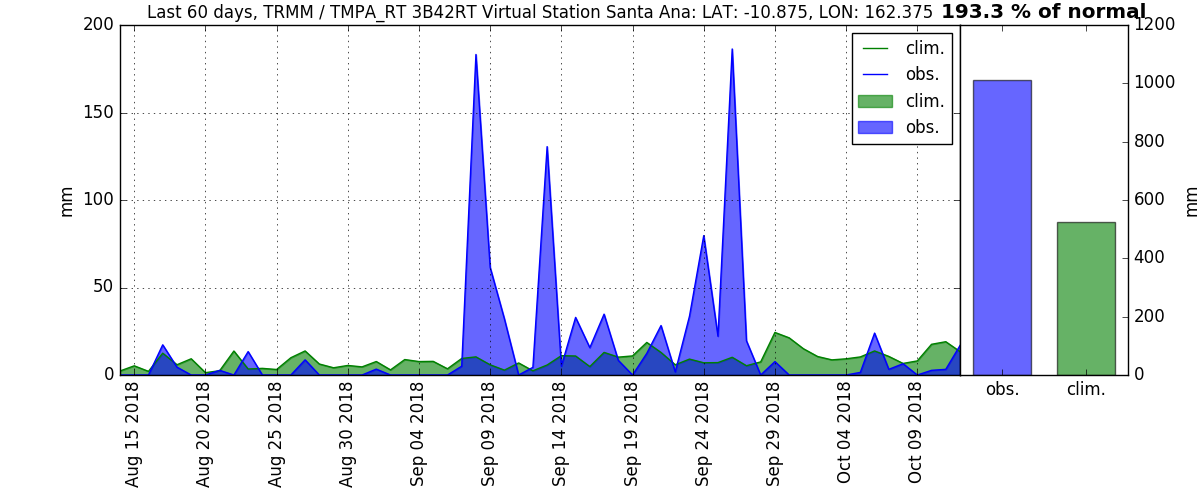 Last 60 days, TRMM / TMPA_RT 3B42RT Virtual Station Santa Ana: LAT: -10.875, LON: 162.375 193.3 % of normal
200
150
100
50
0
mm
clim.
obs.
clim.
obs.
1200
1000
800
600
400
200
0
mm
Aug 15 2018
Aug 20 2018
Aug 25 2018
Aug 30 2018
Sep 04 2018
Sep 09 2018
Sep 14 2018
Sep 19 2018
Sep 24 2018
Sep 29 2018
Oct 04 2018
Oct 09 2018
obs.
clim.